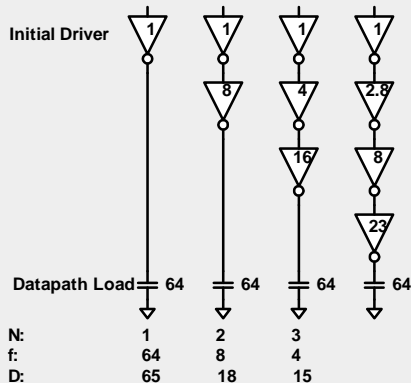 Initial Driver 1 1 1 1
8 4 2.8
16 8
23
Datapath Load 64 64 64 64
N: 1 2 3
f: 64 8 4
D: 65 18 15